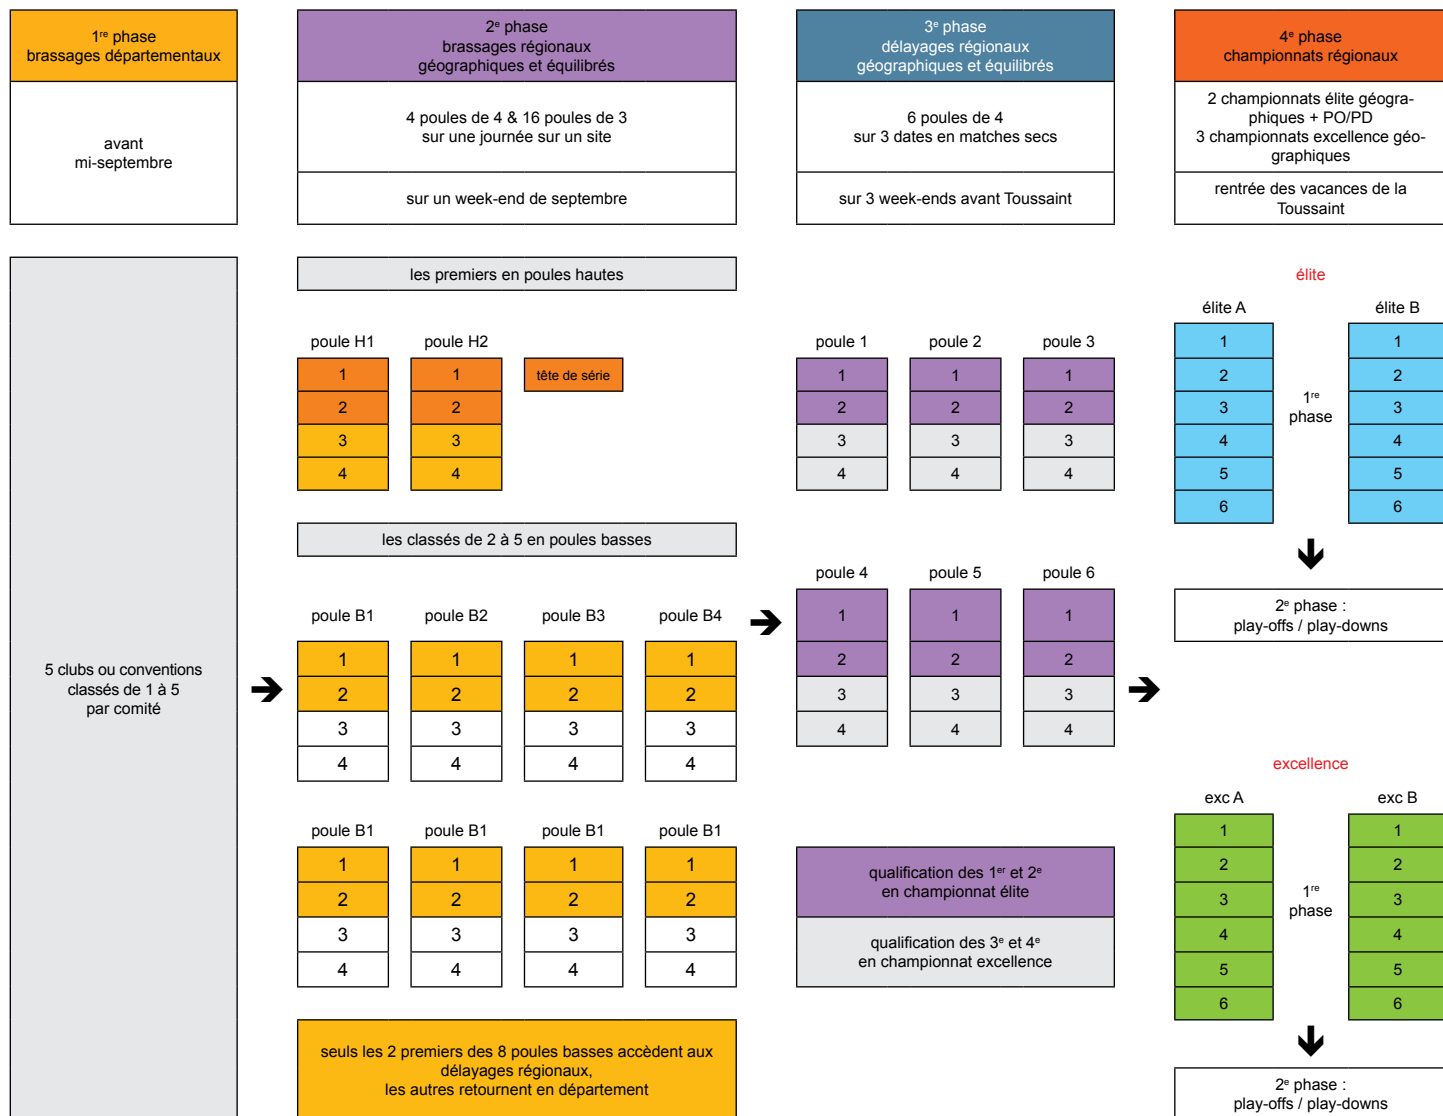 1re phase
brassages départementaux
avant
mi-septembre
5 clubs ou conventions
classés de 1 à 5
par comité
2e phase
brassages régionaux
géographiques et équilibrés
4 poules de 4 & 16 poules de 3
sur une journée sur un site
sur un week-end de septembre
les premiers en poules hautes
poule H1 poule H2
1 1 tête de série
2 2
3 3
4 4
les classés de 2 à 5 en poules basses
poule B1 poule B2 poule B3 poule B4
1 1 1 1
2 2 2 2
3 3 3 3
4 4 4 4
poule B1 poule B1 poule B1 poule B1
1 1 1 1
2 2 2 2
3 3 3 3
4 4 4 4
seuls les 2 premiers des 8 poules basses accèdent aux
délayages régionaux,
les autres retournent en département
3e phase
délayages régionaux
géographiques et équilibrés
6 poules de 4
sur 3 dates en matches secs
sur 3 week-ends avant Toussaint
poule 1 poule 2 poule 3
1 1 1
2 2 2
3 3 3
4 4 4
poule 4 poule 5 poule 6
1 1 1
2 2 2
3 3 3
4 4 4
qualification des 1er et 2e
en championnat élite
qualification des 3e et 4e
en championnat excellence
4e phase
championnats régionaux
2 championnats élite géogra-
phiques + PO/PD
3 championnats excellence géo-
graphiques
rentrée des vacances de la
Toussaint
élite
élite A élite B
1 1
2 2
3 1re phase 3
4 4
5 5
6 6
2e phase :
play-offs / play-downs
excellence
exc A exc B
1 1
2 2
3 1re phase 3
4 4
5 5
6 6
2e phase :
play-offs / play-downs